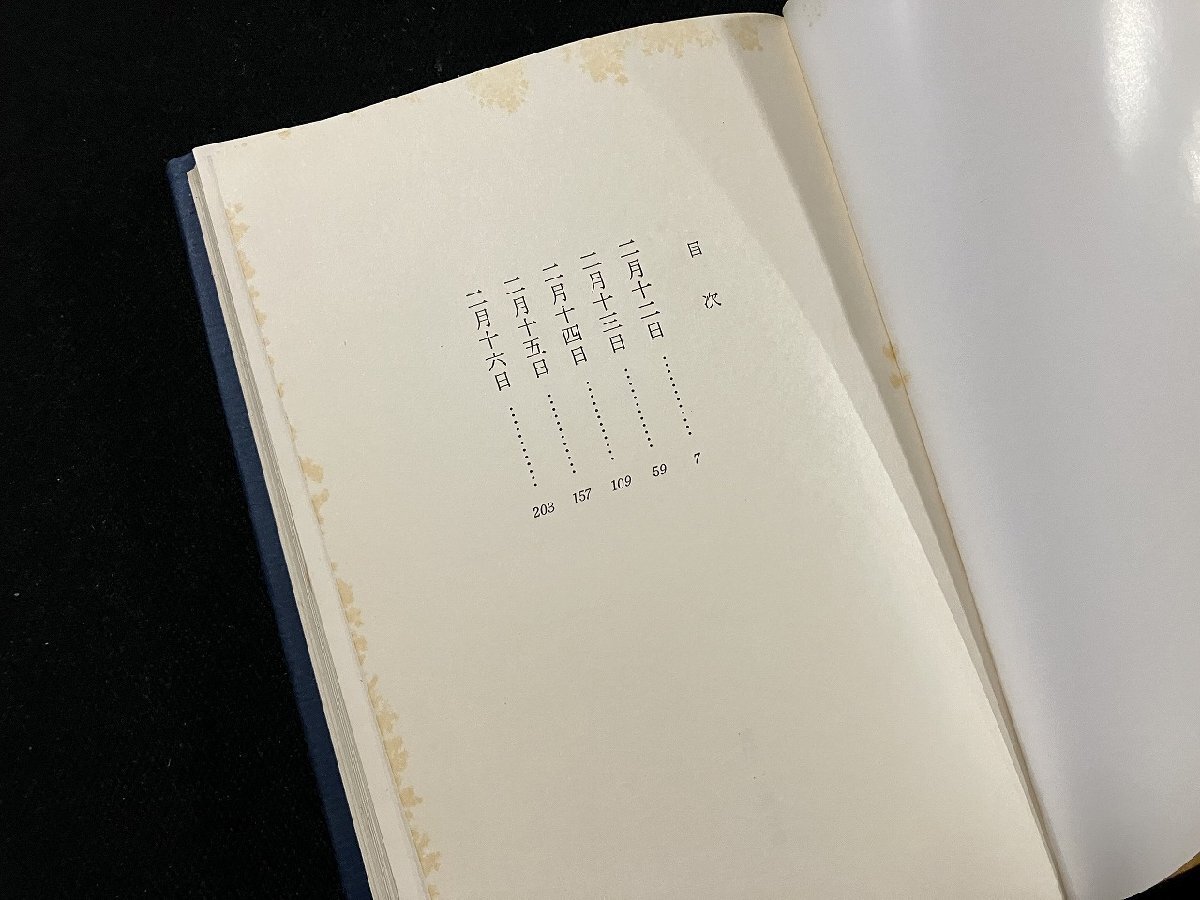 目次
二月十二日…………7
二月十三日…………59
二月十四日…………109
二月十五日…………157
二月十六日…………203